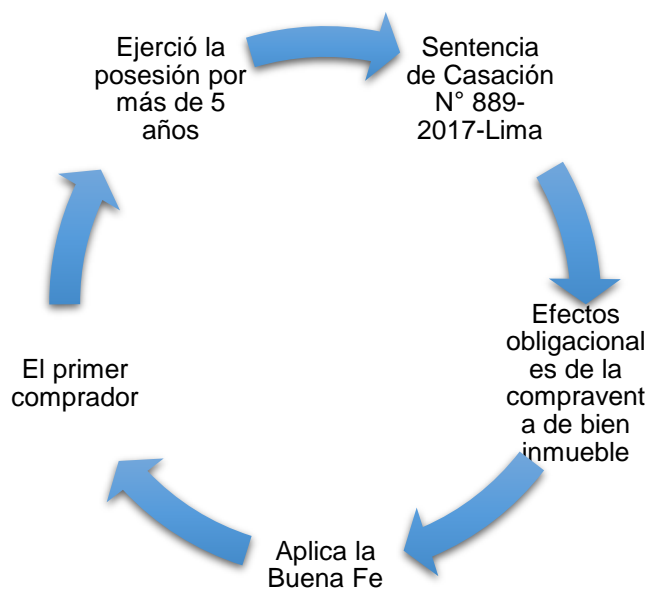 Ejerció la
posesión por
más de 5
años
Sentencia
de Casación
N° 889-
2017-Lima
Efectos
obligacional
es de la
compravent
a de bien
inmueble
Aplica la
Buena Fe
El primer
comprador